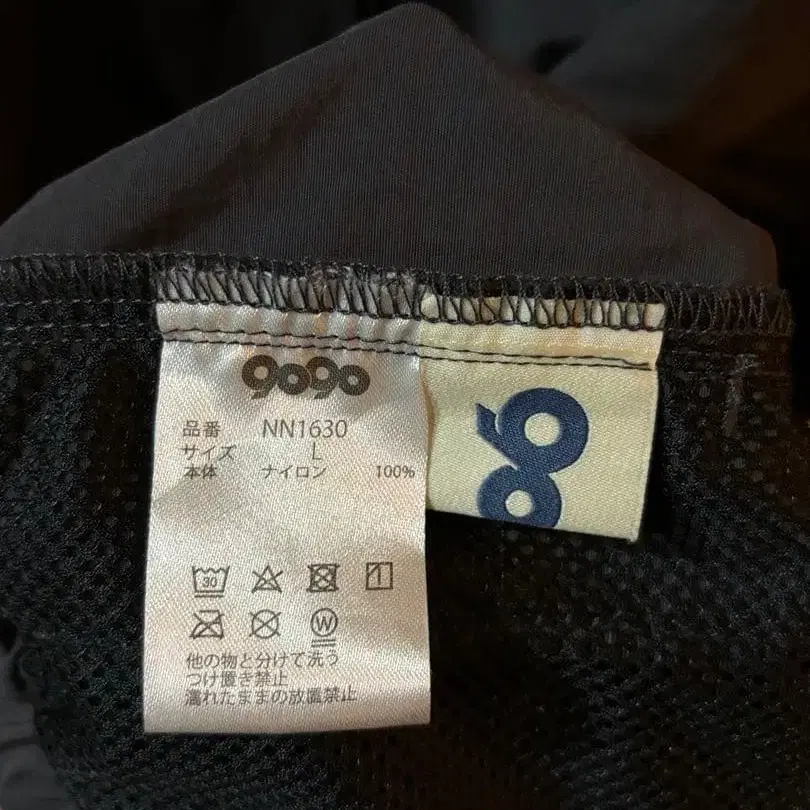 9090
品番 NN1630
サイズ L
本体 ナイロン 100%
30
W
他の物と分けて洗う
つけ置き禁止
濡れたままの放置禁止
90